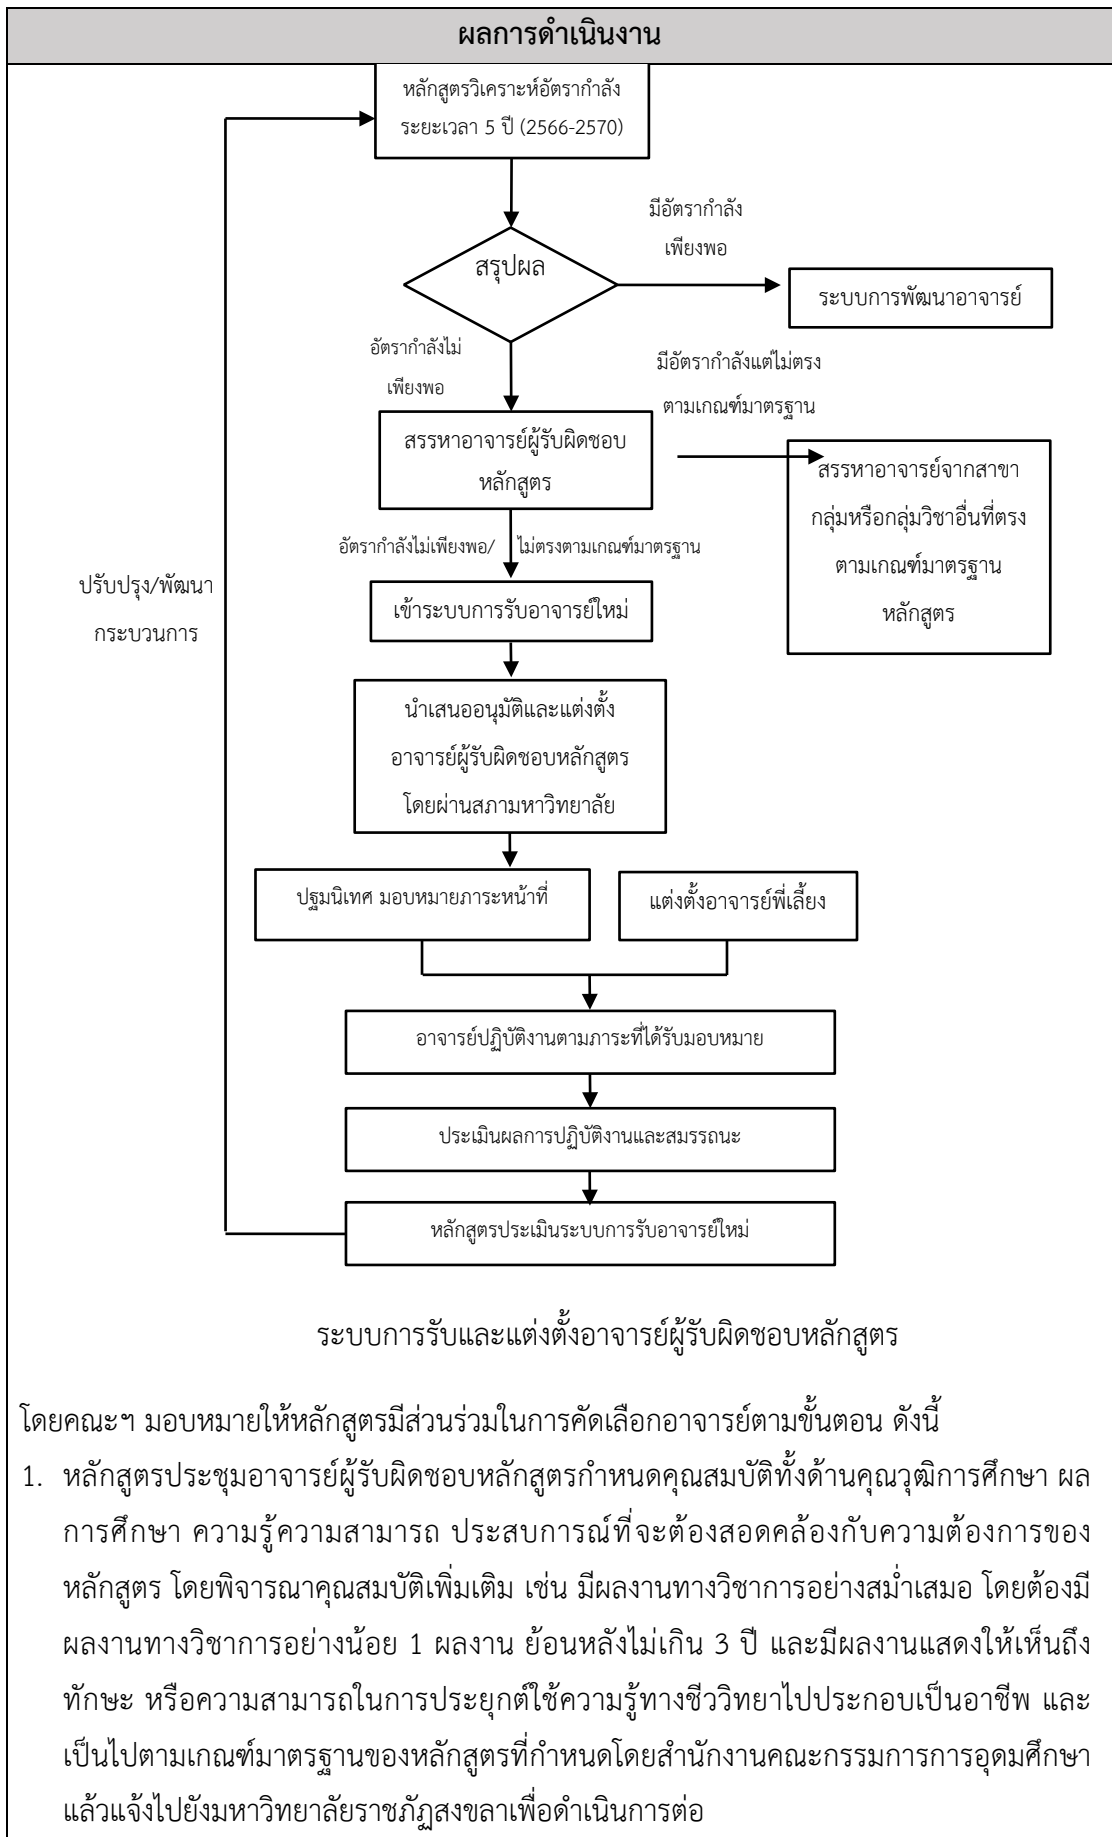 ผลการดำเนินงาน
หลักสูตรวิเคราะห์อัตรากำลัง
ระยะเวลา 5 ปี (2566-2570)
มีอัตรากำลัง
เพียงพอ
สรุปผล
ระบบการพัฒนาอาจารย์
อัตรากำลังไม่
เพียงพอ
มีอัตรากำลังแต่ไม่ตรง
ตามเกณฑ์มาตรฐาน
สรรหาอาจารย์ผู้รับผิดชอบ
หลักสูตร
สรรหาอาจารย์จากสาขา
กลุ่มหรือกลุ่มวิชาอื่นที่ตรง
ตามเกณฑ์มาตรฐาน
หลักสูตร
อัตรากำลังไม่เพียงพอ/ ไม่ตรงตามเกณฑ์มาตรฐาน
ปรับปรุง/พัฒนา
กระบวนการ
เข้าระบบการรับอาจารย์ใหม่
นำเสนออนุมัติและแต่งตั้ง
อาจารย์ผู้รับผิดชอบหลักสูตร
โดยผ่านสภามหาวิทยาลัย
ปฐมนิเทศ มอบหมายภาระหน้าที่
แต่งตั้งอาจารย์พี่เลี้ยง
อาจารย์ปฏิบัติงานตามภาระที่ได้รับมอบหมาย
ประเมินผลการปฏิบัติงานและสมรรถนะ
หลักสูตรประเมินระบบการรับอาจารย์ใหม่
ระบบการรับและแต่งตั้งอาจารย์ผู้รับผิดชอบหลักสูตร
โดยคณะฯ มอบหมายให้หลักสูตรมีส่วนร่วมในการคัดเลือกอาจารย์ตามขั้นตอน ดังนี้
1. หลักสูตรประชุมอาจารย์ผู้รับผิดชอบหลักสูตรกำหนดคุณสมบัติทั้งด้านคุณวุฒิการศึกษา ผล
การศึกษา ความรู้ความสามารถ ประสบการณ์ที่จะต้องสอดคล้องกับความต้องการของ
หลักสูตร โดยพิจารณาคุณสมบัติเพิ่มเติม เช่น มีผลงานทางวิชาการอย่างสม่ำเสมอ โดยต้องมี
ผลงานทางวิชาการอย่างน้อย 1 ผลงาน ย้อนหลังไม่เกิน 3 ปี และมีผลงานแสดงให้เห็นถึง
ทักษะ หรือความสามารถในการประยุกต์ใช้ความรู้ทางชีววิทยาไปประกอบเป็นอาชีพ และ
เป็นไปตามเกณฑ์มาตรฐานของหลักสูตรที่กำหนดโดยสำนักงานคณะกรรมการการอุดมศึกษา
แล้วแจ้งไปยังมหาวิทยาลัยราชภัฏสงขลาเพื่อดำเนินการต่อ